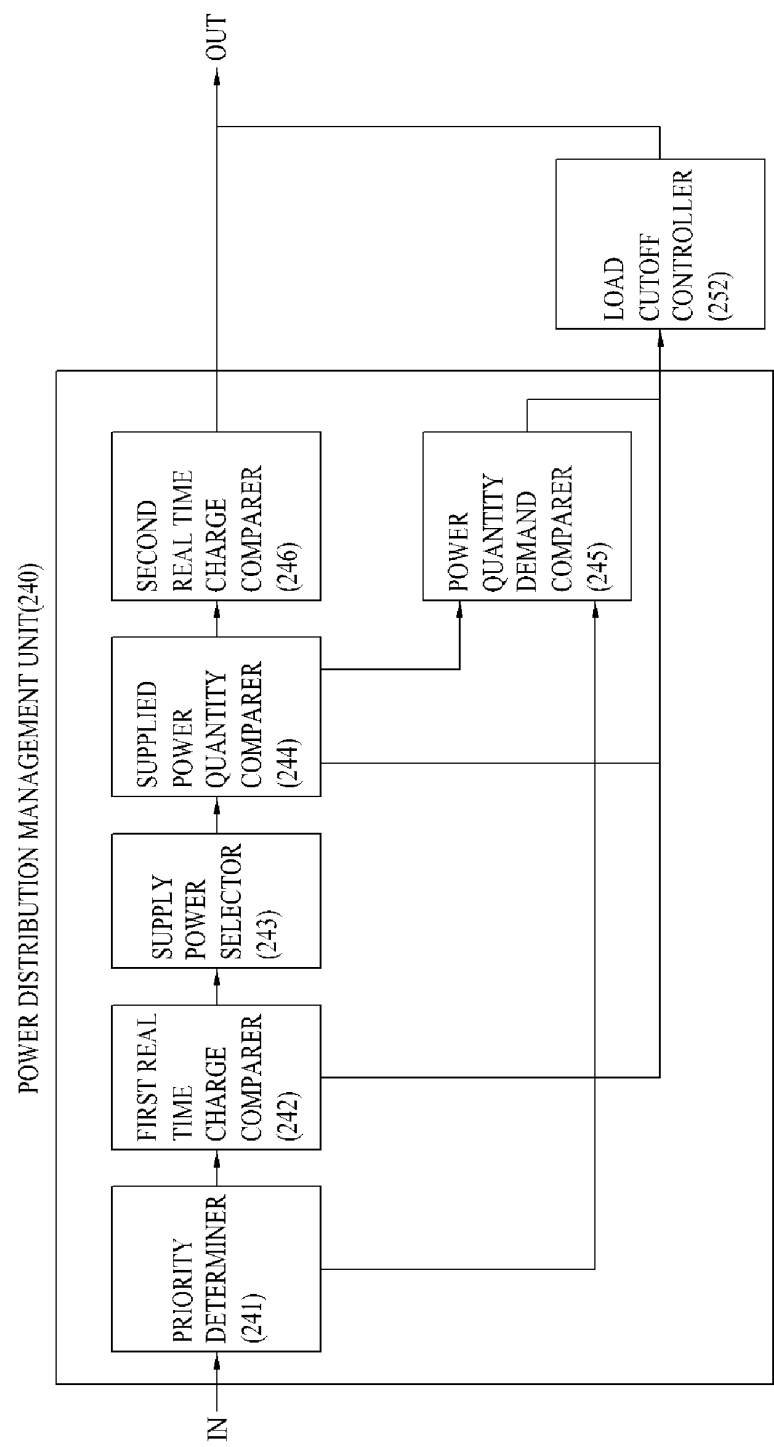 POWER DISTRIBUTION MANAGEMENT UNIT(240)
IN
PRIORITY
DETERMINER
(241)
FIRST REAL
TIME
CHARGE
COMPARER
(242)
SUPPLY
POWER
SELECTOR
(243)
SUPPLIED
POWER
QUANTITY
COMPARER
(244)
SECOND
REAL TIME
CHARGE
COMPARER
(246)
OUT
POWER
QUANTITY
DEMAND
COMPARER
(245)
LOAD
CUTOFF
CONTROLLER
(252)